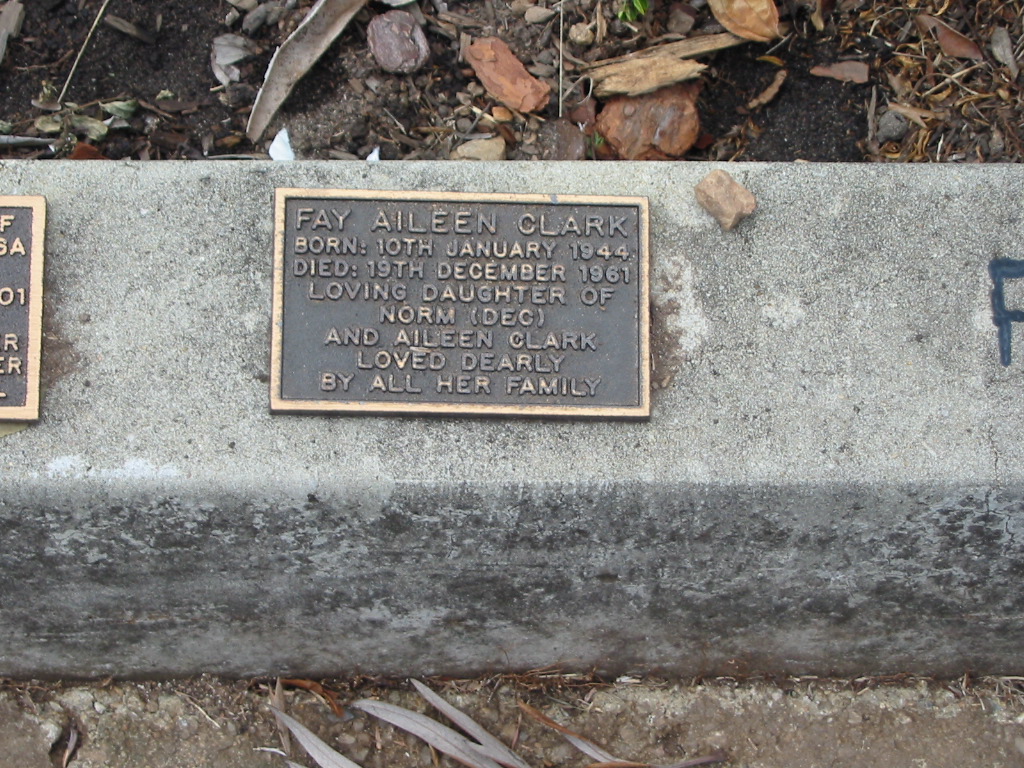 FAY AILEEN CLARK
BORN: 10TH JANUARY 1944
DIED: 19TH DECEMBER 1961
LOVING DAUGHTER OF
NORM (DEC)
AND AILEEN CLARK
LOVED DEARLY
BY ALL HER FAMILY